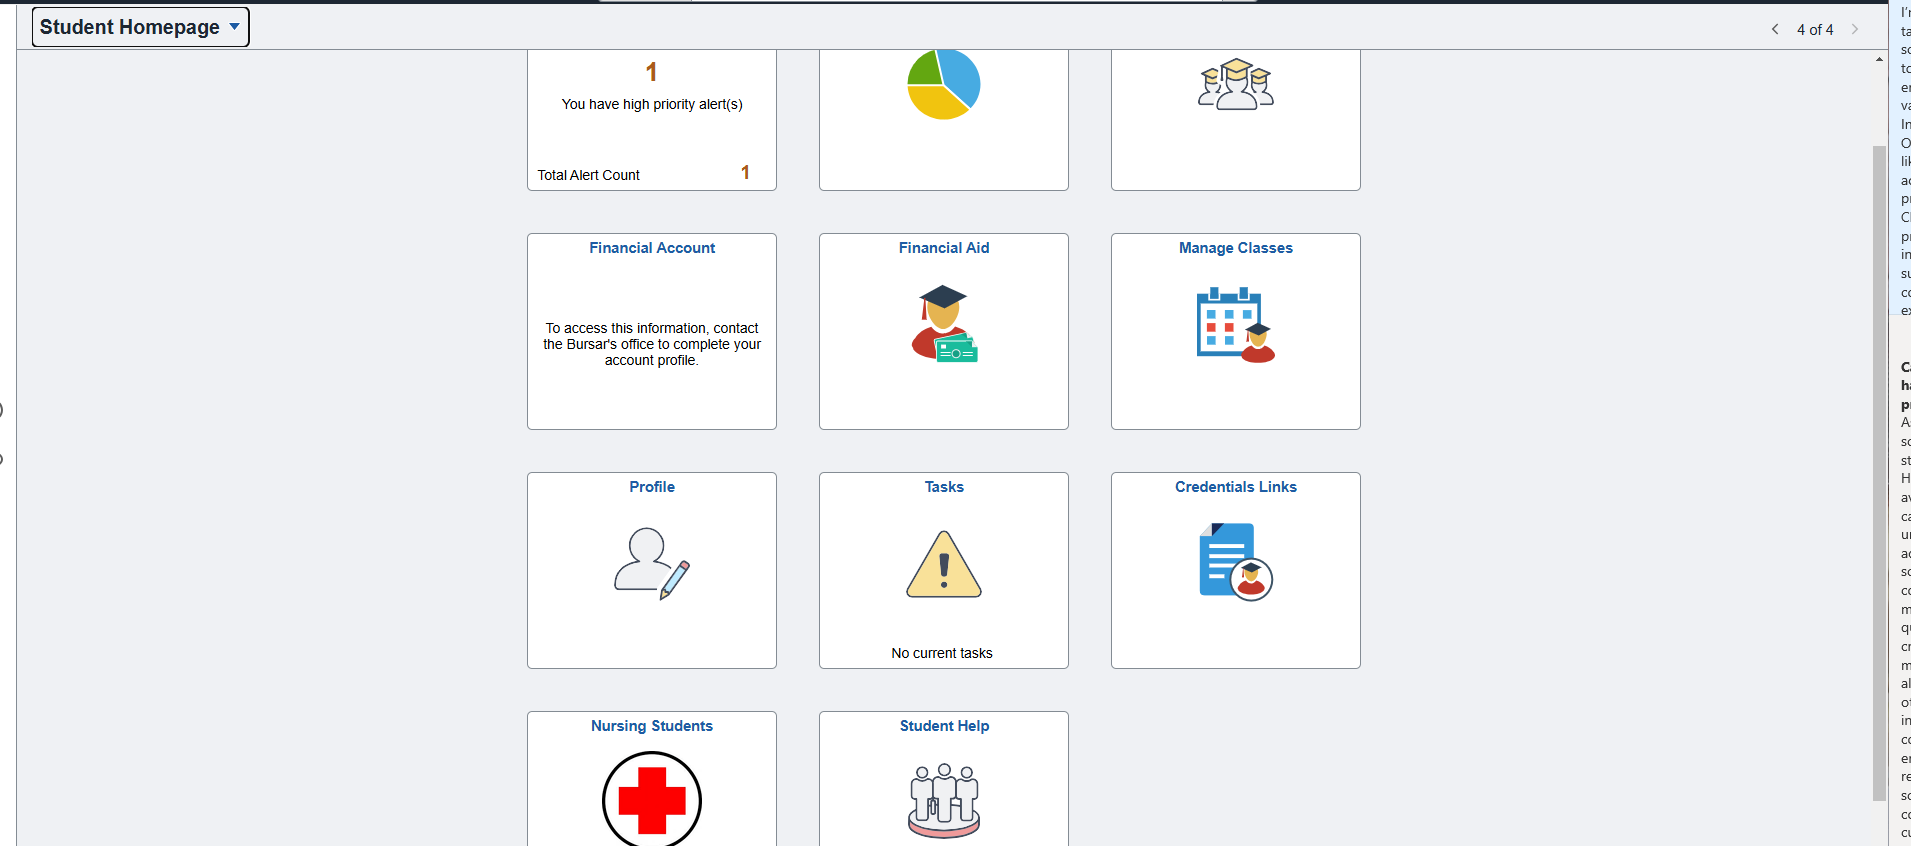 Student Homepage
4 of 4
1
You have high priority alert(s)
Total Alert Count 1
Financial Account
To access this information, contact
the Bursar's office to complete your
account profile.
Financial Aid
Manage Classes
Profile
Tasks
No current tasks
Credentials Links
Nursing Students
Student Help